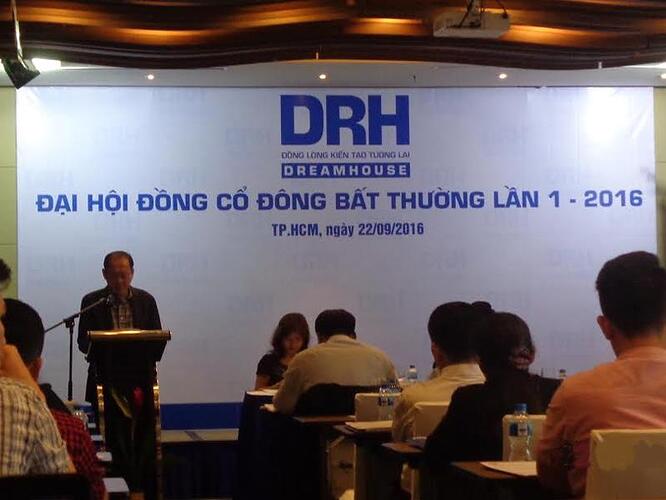 DRH
ĐỒNG LÒNG KIẾN TẠO TƯƠNG LAI
DREAMHOUSE
ĐẠI HỘI ĐỒNG CỔ ĐÔNG BẤT THƯỜNG LẦN 1 - 2016
TP.HCM, ngày 22/09/2016